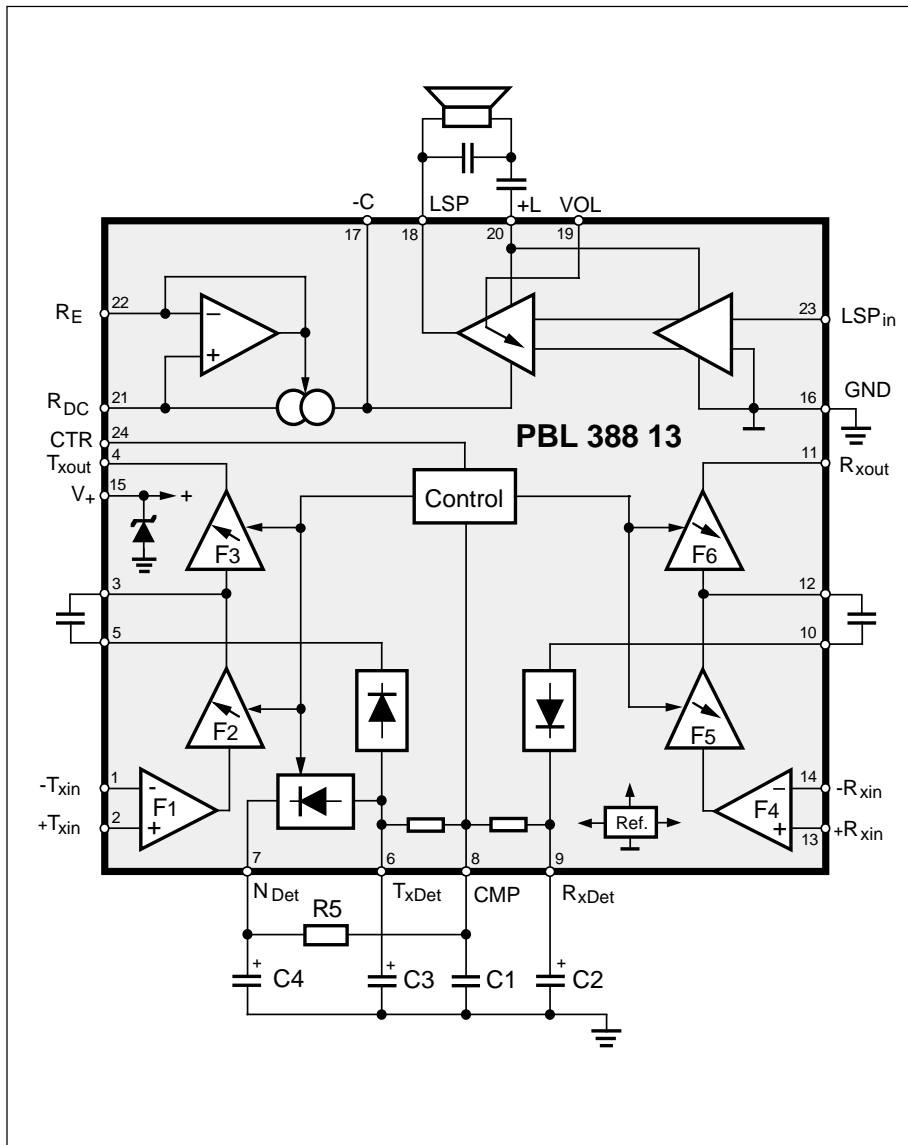 -C
LSP
+L
VOL
17
18
20
19
RE
22
23
LSPin
RDC
21
16
GND
CTR
24
PBL 388 13
Txout
4
11
Rxout
V+
15
+
Control
F3
F6
3
12
5
10
F2
F5
-Txin
1
-
F1
14
-Rxin
−
F4
+Txin
2
+
Ref.
+
13
+Rxin
−
+
7
6
8
9
NDet
TxDet
CMP
RxDet
R5
+
C4
+
C3
C1
+
C2